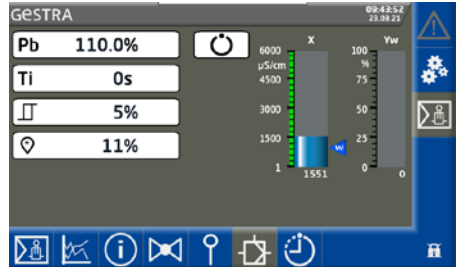 GESTRA
09:43:52
23.03.21
Pb 110.0%
Ti 0s
5%
11%
X
6000
µS/cm
4500
3000
1500
1
1551
Yw
100
%
75
50
25
0
0
w
i